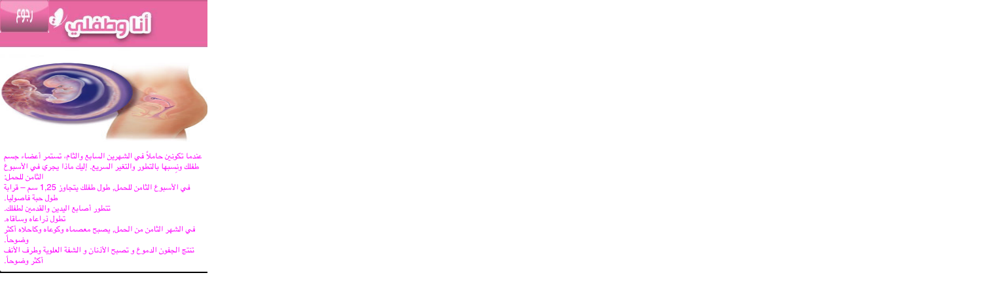 رجوع
أنا وطفلي
عندما تكونين حاملاً في الشهرين السابع والثام، تستمر أعضاء جسم
طفلك ونِسبها بالتطور والتغير السريع. إليك ماذا يجري في الأسبوع
الثامن للحمل:
في الأسبوع الثامن للحمل, طول طفلك يتجاوز 1,25 سم – قرابة
طول حبة فاصوليا.
تتطور أصابع اليدين والقدمين لطفلك.
تطول ذراعاه وساقاه.
في الشهر الثامن من الحمل, يصبح معصماه وكوعاه وكاحلاه أكثر
وضوحاً.
تنتج الجفون الدموع و تصبح الأذنان و الشفة العلوية وطرف الأنف
أكثر وضوحاً.